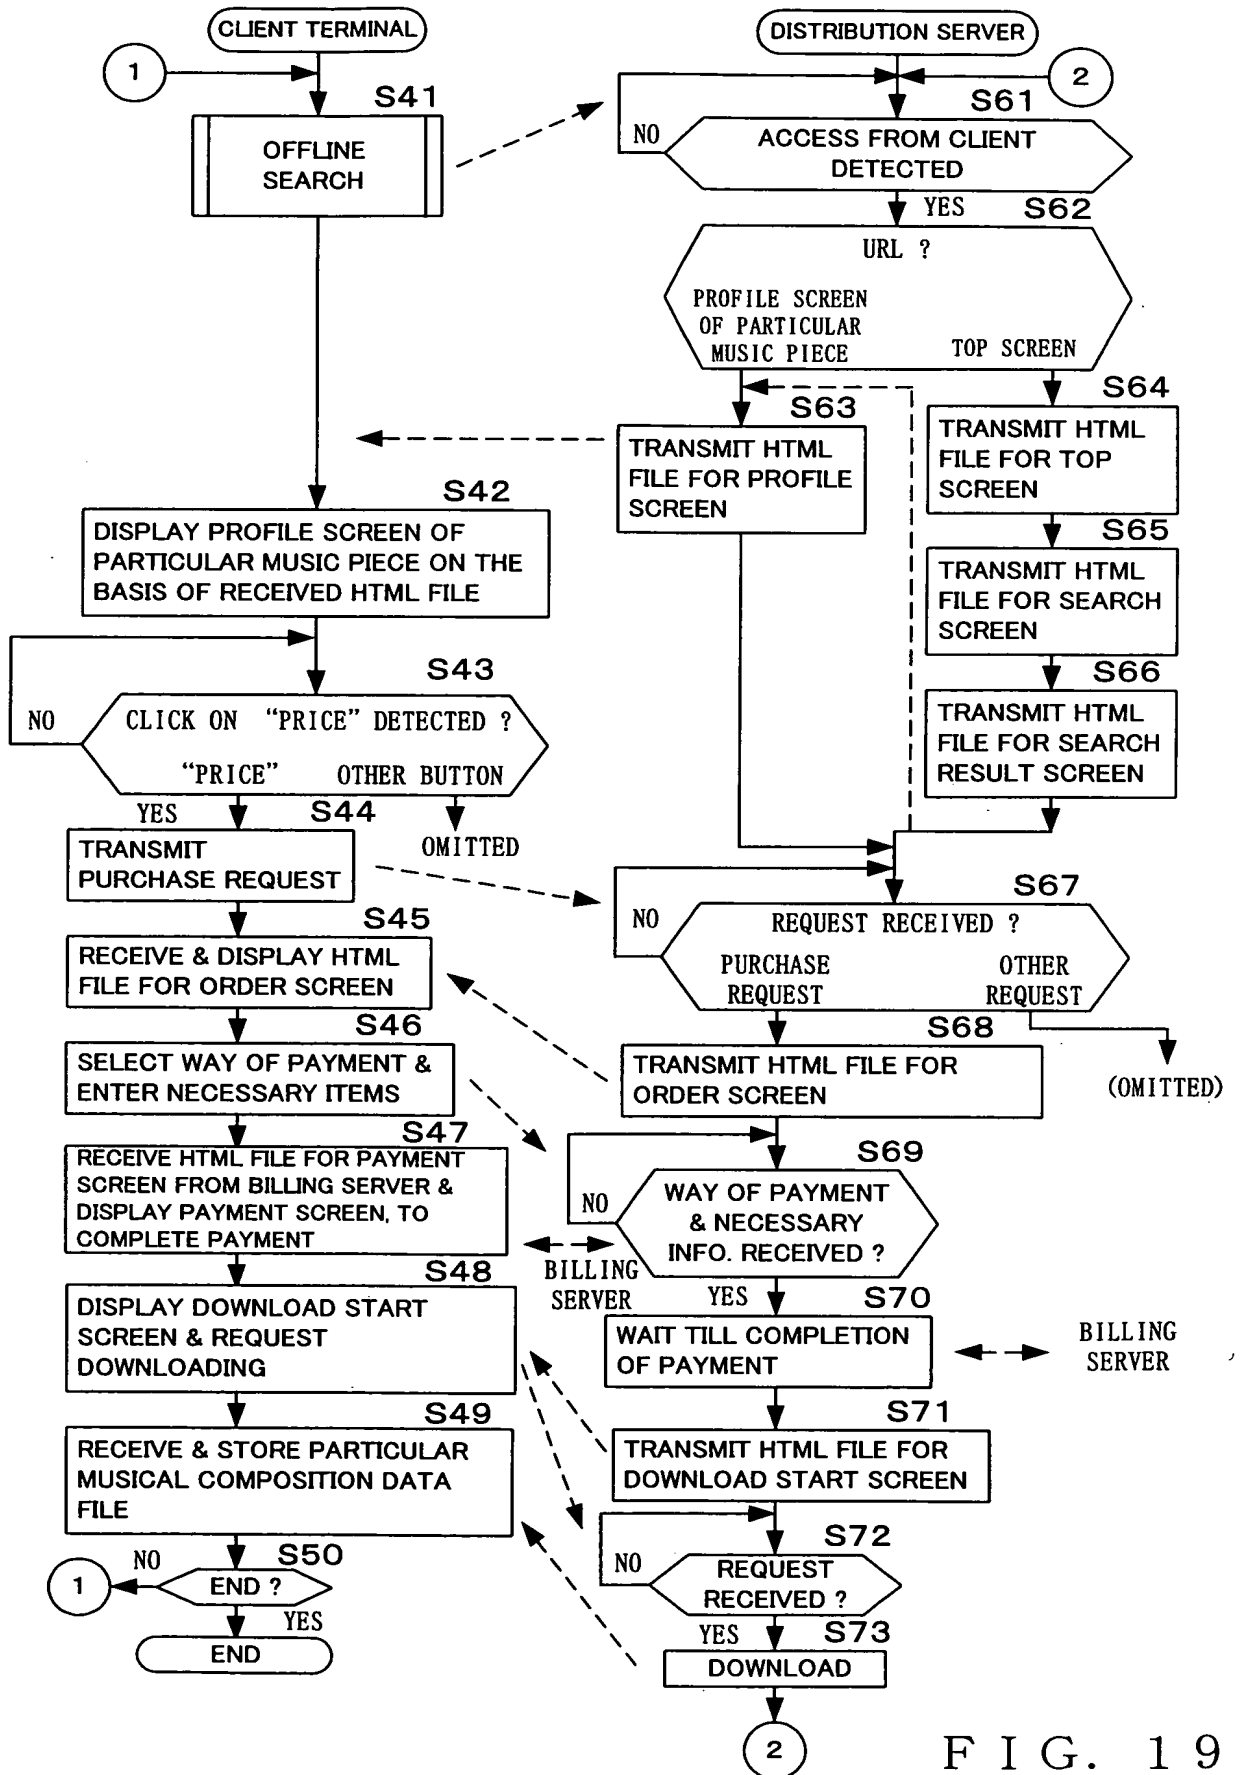 CLIENT TERMINAL
1
S41
OFFLINE
SEARCH
S42
DISPLAY PROFILE SCREEN OF
PARTICULAR MUSIC PIECE ON THE
BASIS OF RECEIVED HTML FILE
S43
NO
CLICK ON "PRICE" DETECTED ?
"PRICE"
OTHER BUTTON
YES
S44
OMITTED
TRANSMIT
PURCHASE REQUEST
S45
RECEIVE & DISPLAY HTML
FILE FOR ORDER SCREEN
S46
SELECT WAY OF PAYMENT &
ENTER NECESSARY ITEMS
S47
RECEIVE HTML FILE FOR PAYMENT
SCREEN FROM BILLING SERVER &
DISPLAY PAYMENT SCREEN, TO
COMPLETE PAYMENT
BILLING
SERVER
S48
DISPLAY DOWNLOAD START
SCREEN & REQUEST
DOWNLOADING
S49
RECEIVE & STORE PARTICULAR
MUSICAL COMPOSITION DATA
FILE
S50
NO
1
END ?
YES
END
DISTRIBUTION SERVER
2
S61
NO
ACCESS FROM CLIENT
DETECTED
YES
S62
URL ?
PROFILE SCREEN
OF PARTICULAR
MUSIC PIECE
TOP SCREEN
S63
TRANSMIT HTML
FILE FOR PROFILE
SCREEN
S64
TRANSMIT HTML
FILE FOR TOP
SCREEN
S65
TRANSMIT HTML
FILE FOR SEARCH
SCREEN
S66
TRANSMIT HTML
FILE FOR SEARCH
RESULT SCREEN
S67
NO
REQUEST RECEIVED ?
PURCHASE
REQUEST
OTHER
REQUEST
(OMITTED)
S68
TRANSMIT HTML FILE FOR
ORDER SCREEN
S69
NO
WAY OF PAYMENT
& NECESSARY
INFO. RECEIVED ?
YES
S70
WAIT TILL COMPLETION
OF PAYMENT
BILLING
SERVER
S71
TRANSMIT HTML FILE FOR
DOWNLOAD START SCREEN
S72
NO
REQUEST
RECEIVED ?
YES
S73
DOWNLOAD
2
FIG. 19